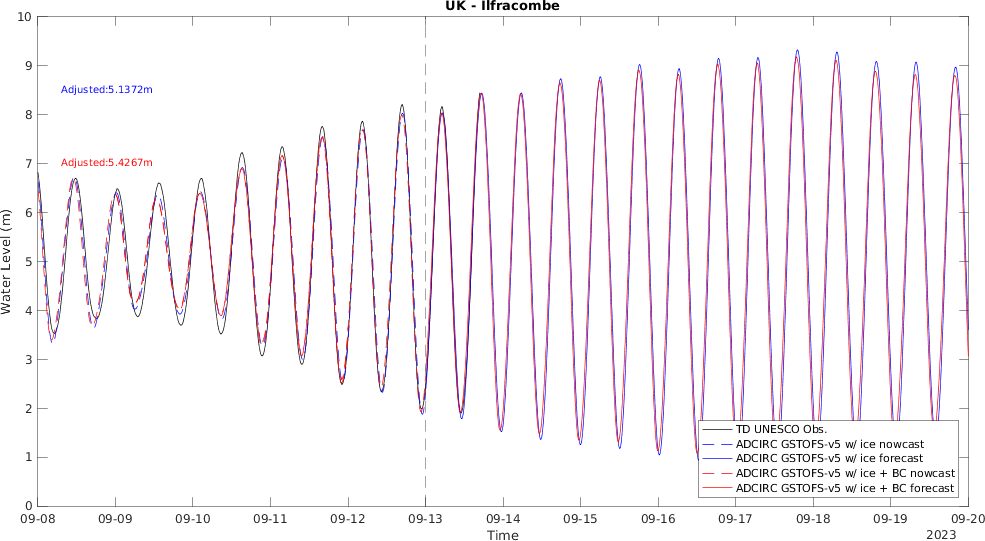 UK - Ilfracombe
10
9
8
7
6
5
4
3
2
1
0
Water Level (m)
Adjusted:5.1372m
Adjusted:5.4267m
TD UNESCO Obs.
ADCIRC GSTOFS-v5 w/ ice nowcast
ADCIRC GSTOFS-v5 w/ ice forecast
ADCIRC GSTOFS-v5 w/ ice + BC nowcast
ADCIRC GSTOFS-v5 w/ ice + BC forecast
09-08 09-09 09-10 09-11 09-12 09-13 09-14 09-15 09-16 09-17 09-18 09-19 09-20
Time
2023